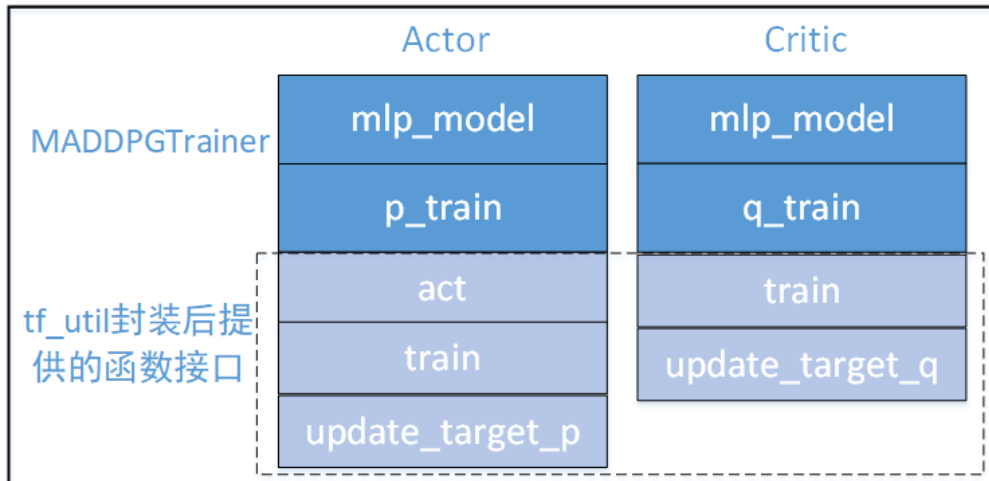 Actor
Critic
MADDPGTrainer
mlp_model
mlp_model
p_train
q_train
tf_util封装后提
供的函数接口
act
train
train
update_target_q
update_target_p